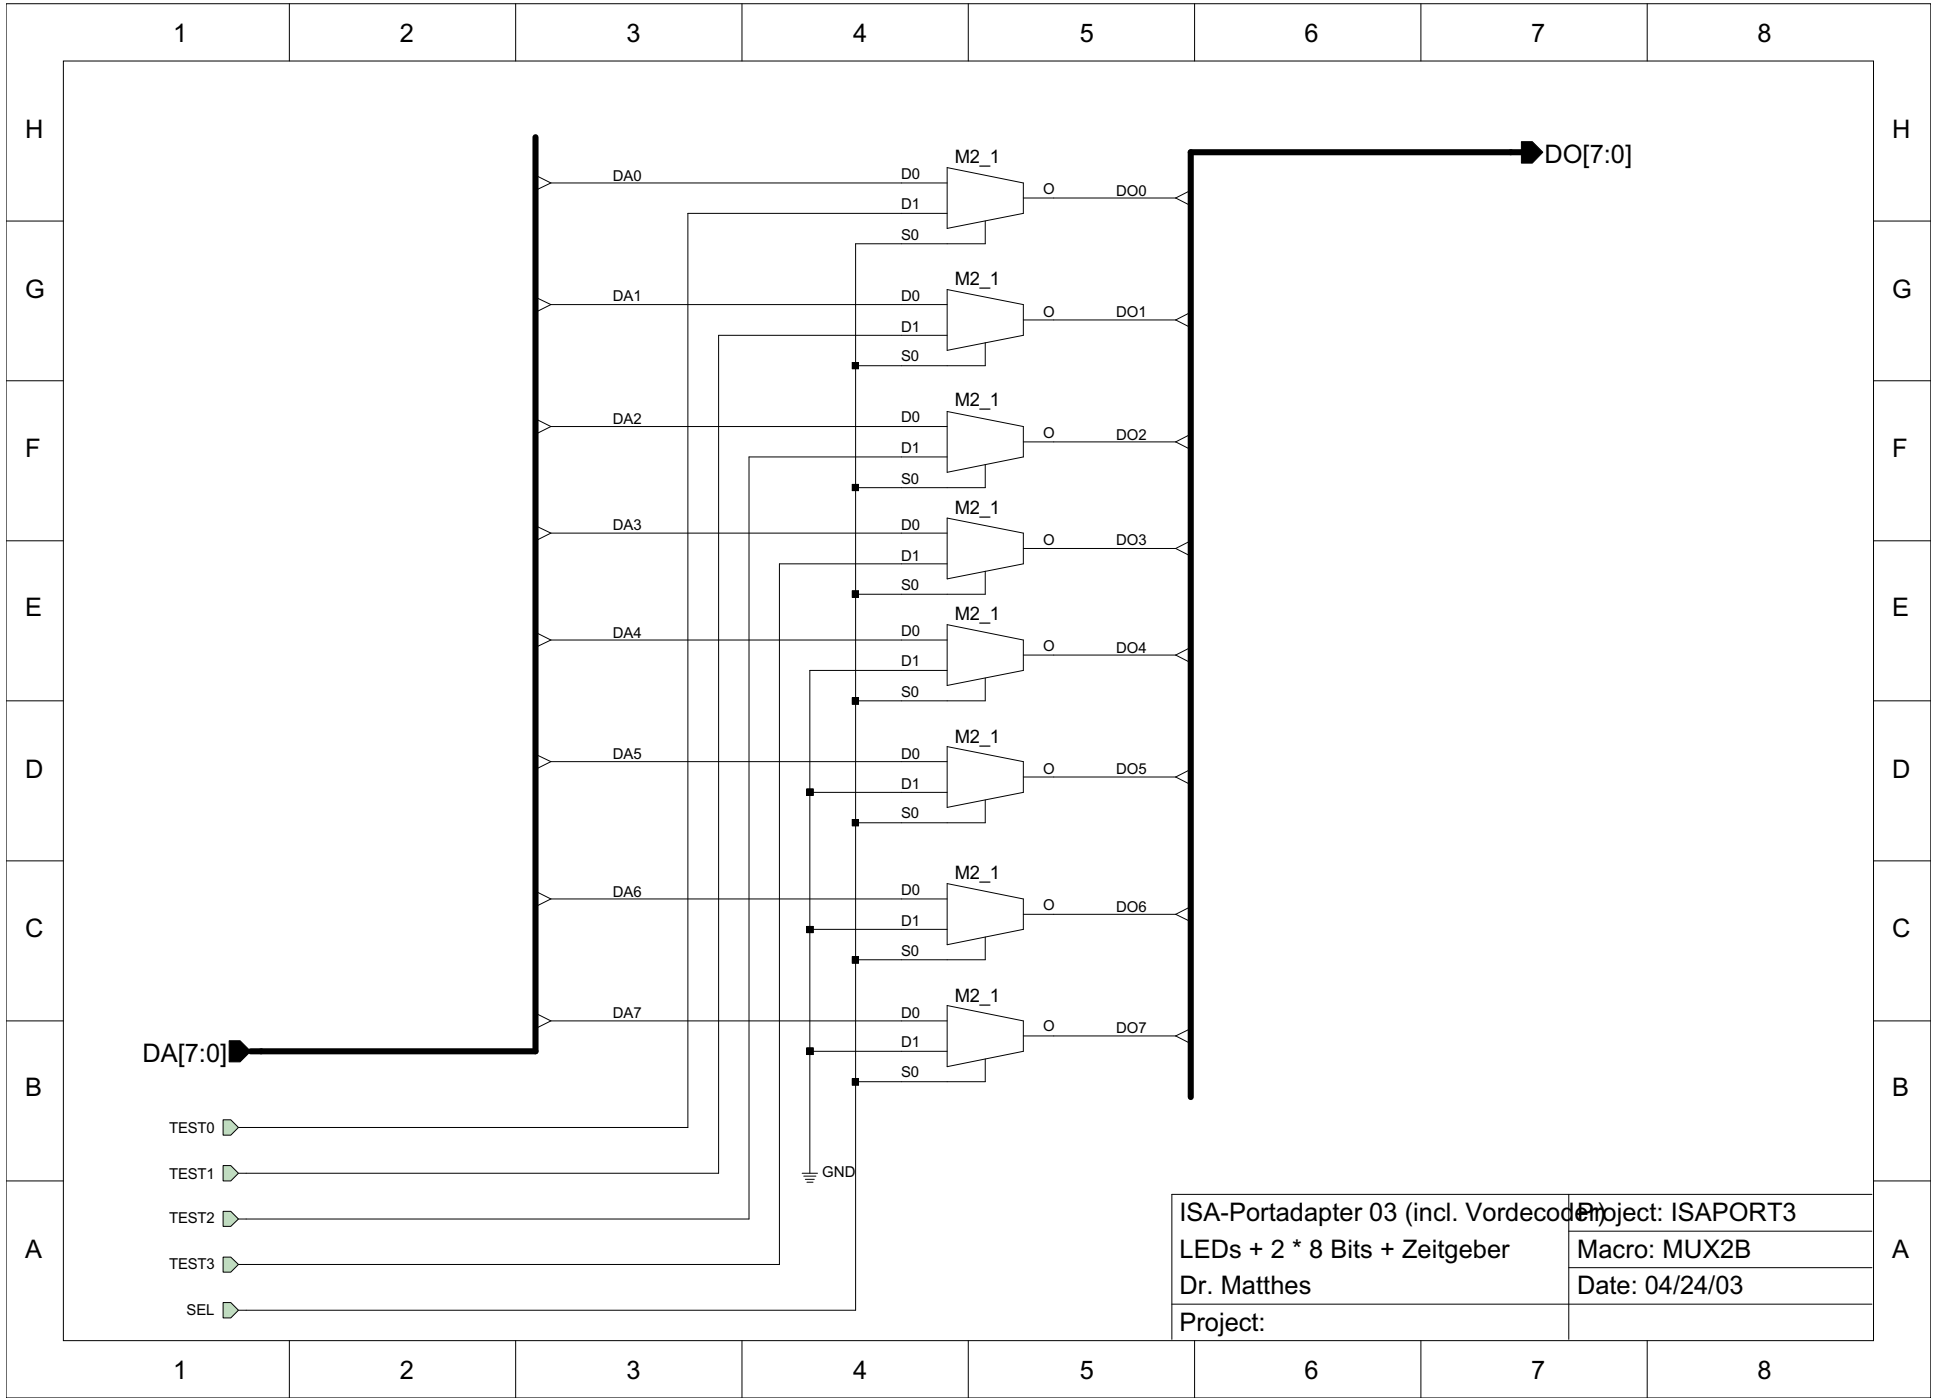 1 2 3 4 5 6 7 8
H H
M2_1
DA0 D0 O DO0 DO[7:0]
D1
S0
G G
M2_1
DA1 D0 O DO1
D1
S0
F F
M2_1
DA2 D0 O DO2
D1
S0
M2_1
DA3 D0 O DO3
D1
S0
E E
M2_1
DA4 D0 O DO4
D1
S0
D D
M2_1
DA5 D0 O DO5
D1
S0
C C
M2_1
DA6 D0 O DO6
D1
S0
M2_1
DA7 D0 O DO7
D1
S0
DA[7:0]
B B
TEST0
TEST1 GND
TEST2
TEST3
SEL
A A
ISA-Portadapter 03 (incl. Vordecoder) Project: ISAPORT3
LEDs + 2 * 8 Bits + Zeitgeber Macro: MUX2B
Dr. Matthes Date: 04/24/03
Project:
1 2 3 4 5 6 7 8